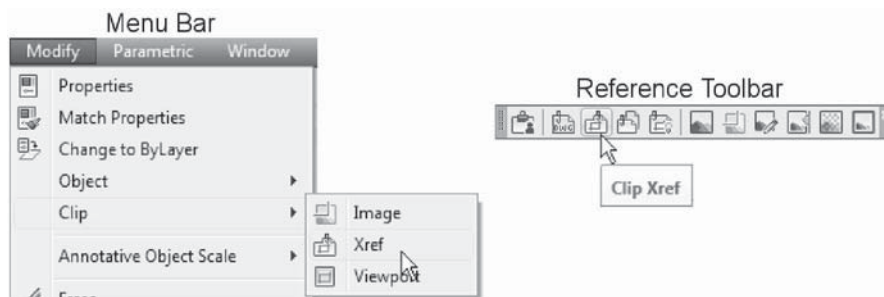 Menu Bar
Modify Parametric Window
Properties
Match Properties
Change to ByLayer
Object
Clip
Annotative Object Scale
Image
Xref
Viewport
Reference Toolbar
DWG
Clip Xref